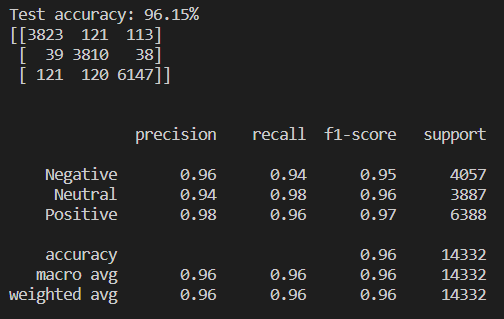 Test accuracy: 96.15%
[[3823 121 113]
[ 39 3810 38]
[ 121 120 6147]]
precision recall f1-score support
Negative 0.96 0.94 0.95 4057
Neutral 0.94 0.98 0.96 3887
Positive 0.98 0.96 0.97 6388
accuracy 0.96 14332
macro avg 0.96 0.96 0.96 14332
weighted avg 0.96 0.96 0.96 14332